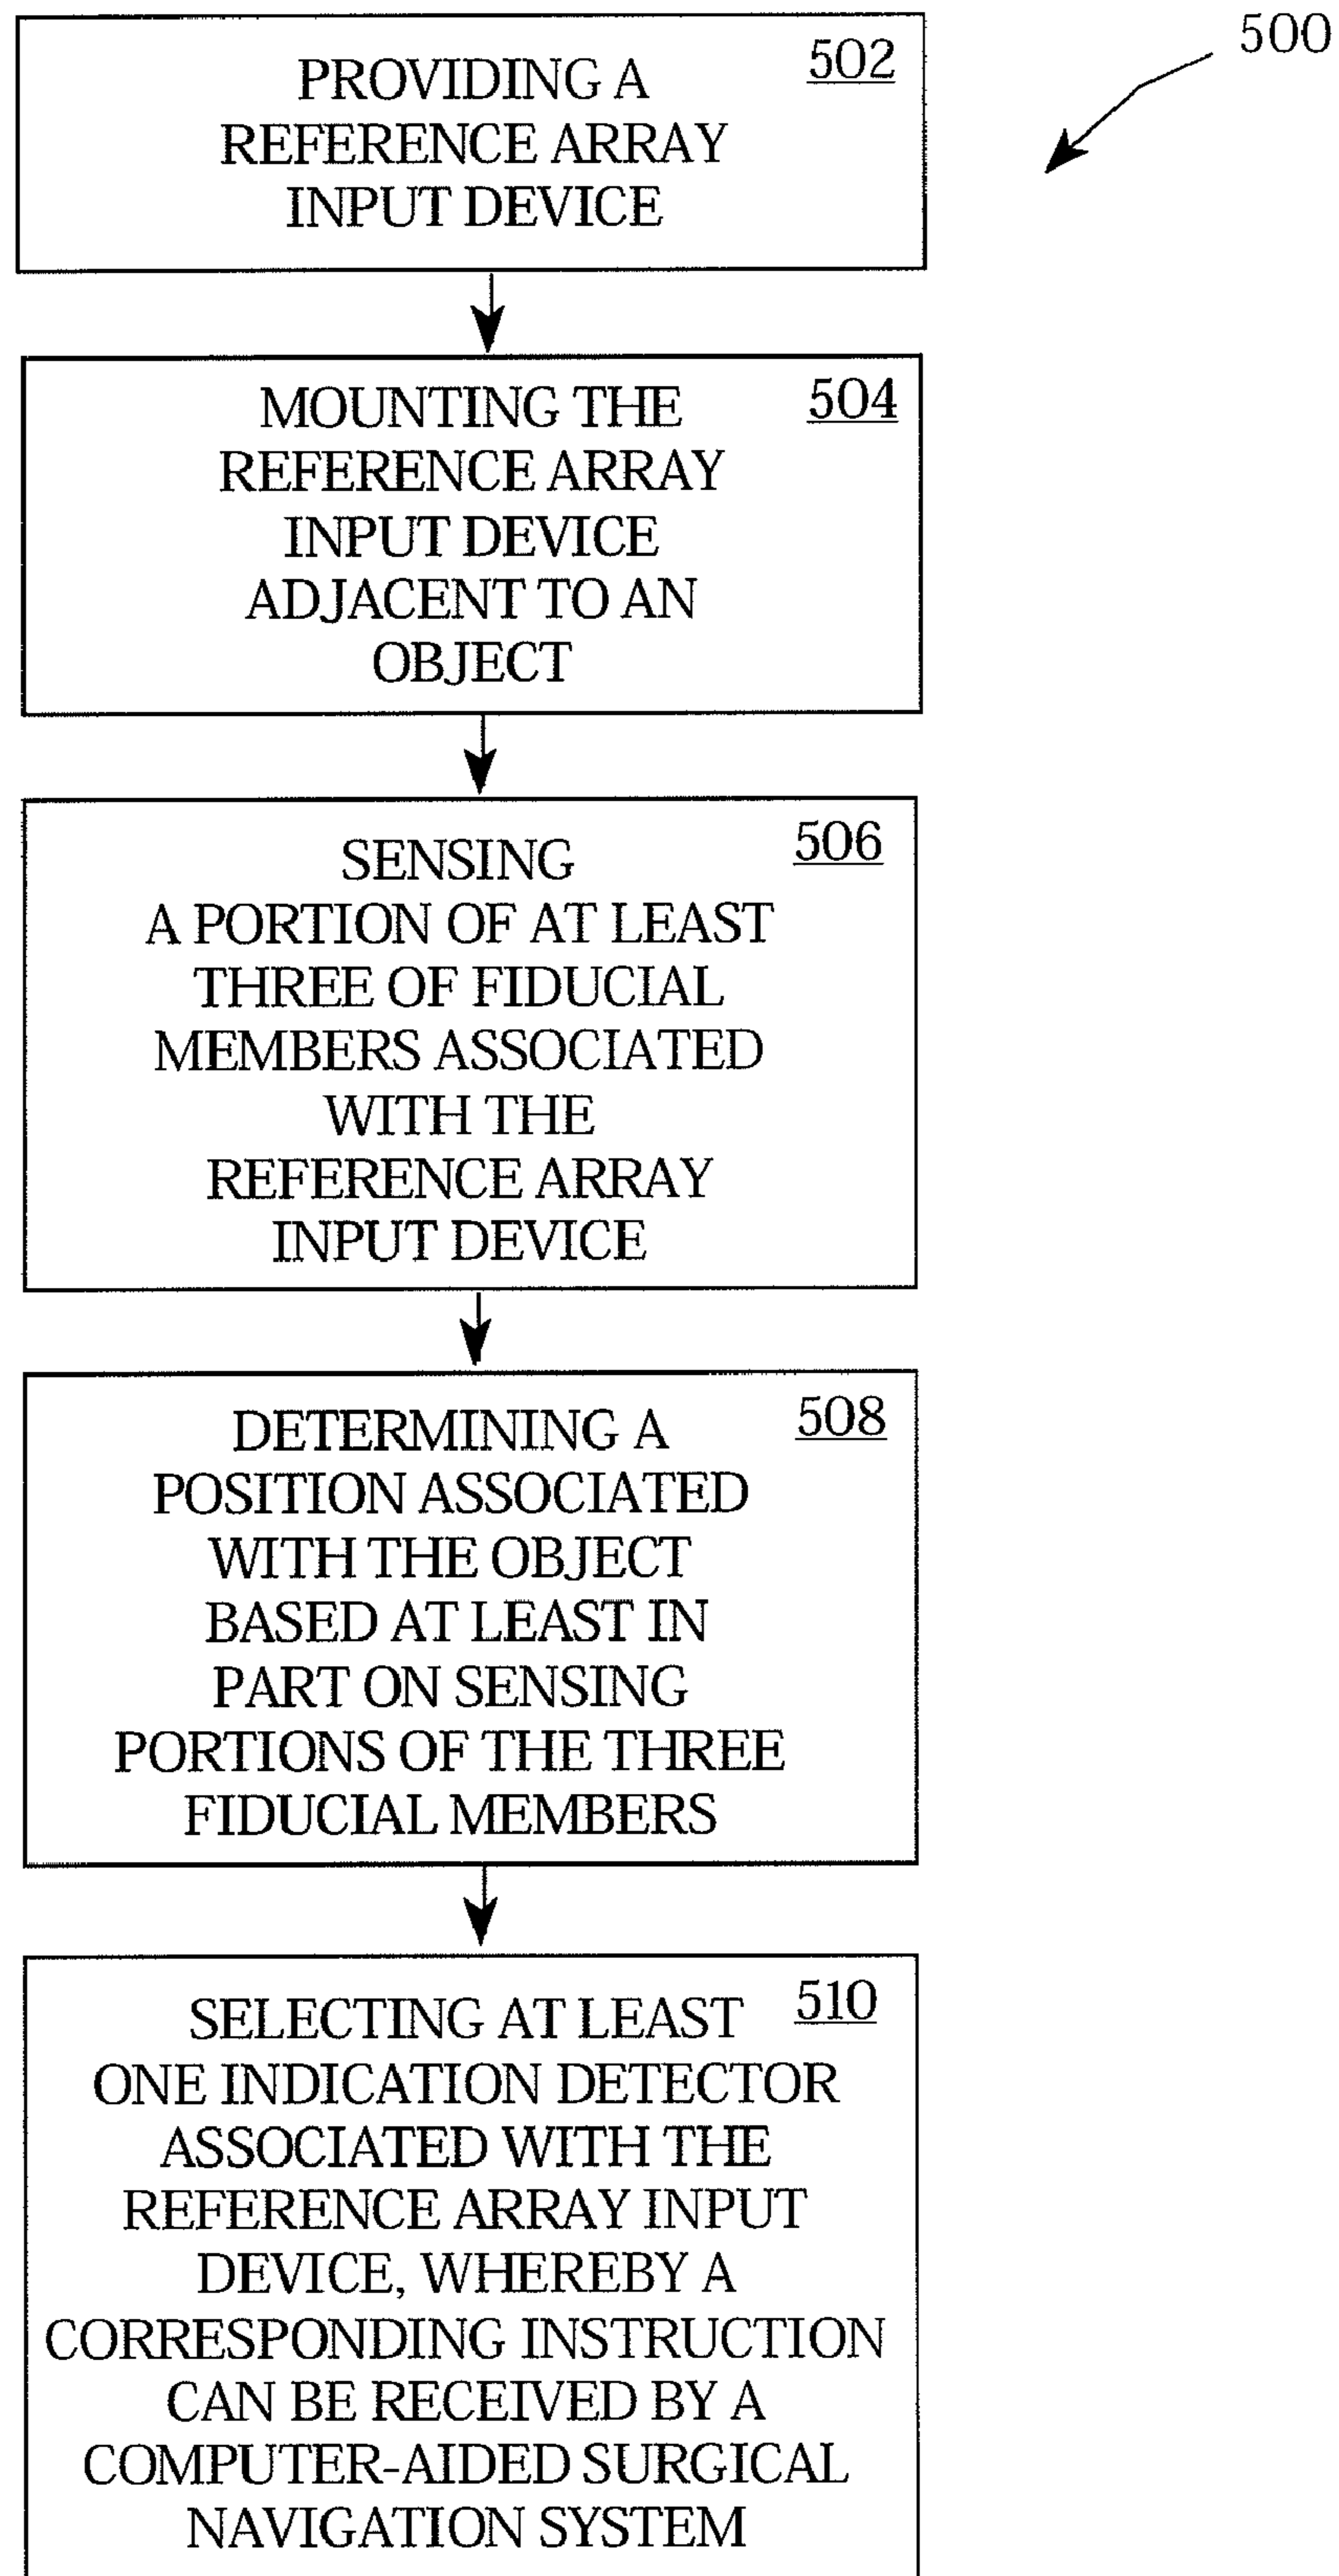 500
502
PROVIDING A
REFERENCE ARRAY
INPUT DEVICE
504
MOUNTING THE
REFERENCE ARRAY
INPUT DEVICE
ADJACENT TO AN
OBJECT
506
SENSING
A PORTION OF AT LEAST
THREE OF FIDUCIAL
MEMBERS ASSOCIATED
WITH THE
REFERENCE ARRAY
INPUT DEVICE
508
DETERMINING A
POSITION ASSOCIATED
WITH THE OBJECT
BASED AT LEAST IN
PART ON SENSING
PORTIONS OF THE THREE
FIDUCIAL MEMBERS
510
SELECTING AT LEAST
ONE INDICATION DETECTOR
ASSOCIATED WITH THE
REFERENCE ARRAY INPUT
DEVICE, WHEREBY A
CORRESPONDING INSTRUCTION
CAN BE RECEIVED BY A
COMPUTER-AIDED SURGICAL
NAVIGATION SYSTEM